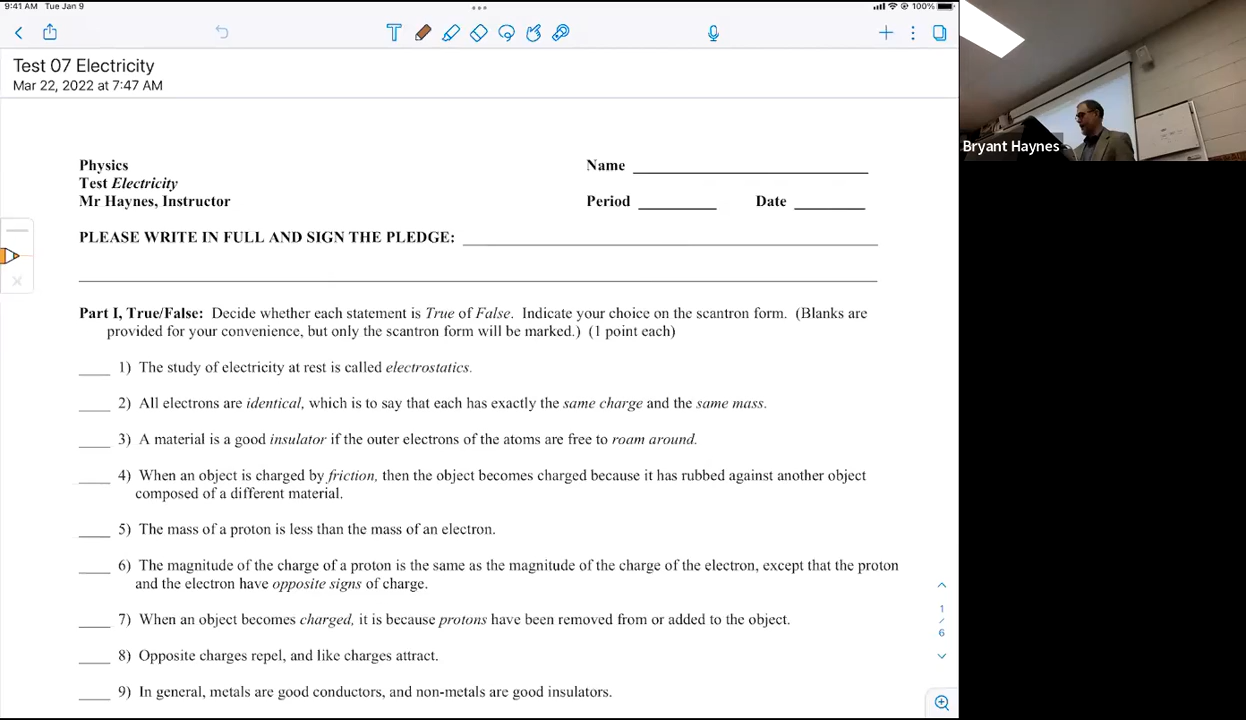 9:41 AM Tue Jan 9
100%
Test 07 Electricity
Mar 22, 2022 at 7:47 AM
Bryant Haynes
Physics
Name
Test Electricity
Mr Haynes, Instructor
Period Date
PLEASE WRITE IN FULL AND SIGN THE PLEDGE:
Part I, True/False: Decide whether each statement is True of False. Indicate your choice on the scantron form. (Blanks are
provided for your convenience, but only the scantron form will be marked.) (1 point each)
1) The study of electricity at rest is called electrostatics.
2) All electrons are identical, which is to say that each has exactly the same charge and the same mass.
3) A material is a good insulator if the outer electrons of the atoms are free to roam around.
4) When an object is charged by friction, then the object becomes charged because it has rubbed against another object
composed of a different material.
5) The mass of a proton is less than the mass of an electron.
6) The magnitude of the charge of a proton is the same as the magnitude of the charge of the electron, except that the proton
and the electron have opposite signs of charge.
7) When an object becomes charged, it is because protons have been removed from or added to the object.
8) Opposite charges repel, and like charges attract.
9) In general, metals are good conductors, and non-metals are good insulators.
1
/
6